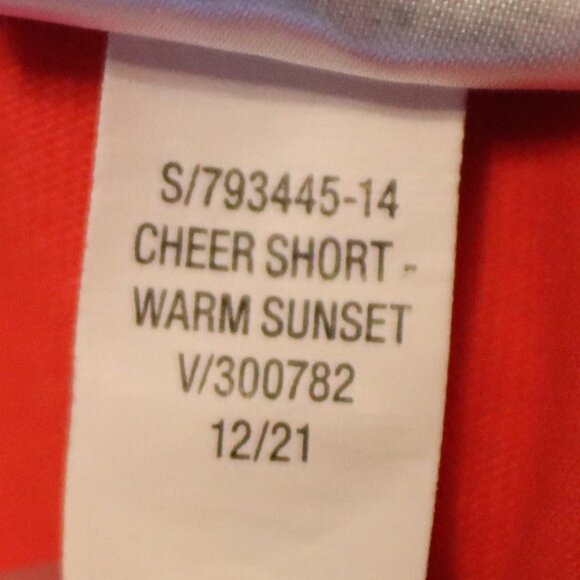 S/793445-14
CHEER SHORT -
WARM SUNSET
V/300782
12/21